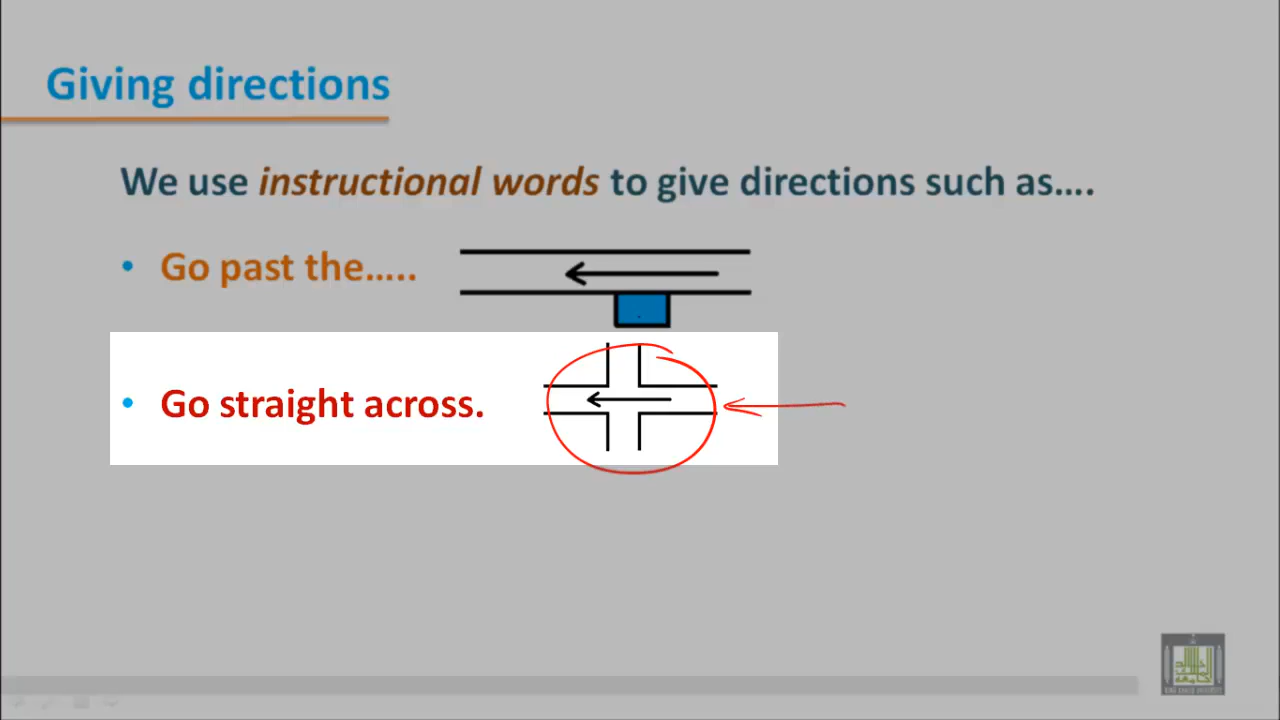 Giving directions
We use instructional words to give directions such as....
• Go past the.....
• Go straight across.